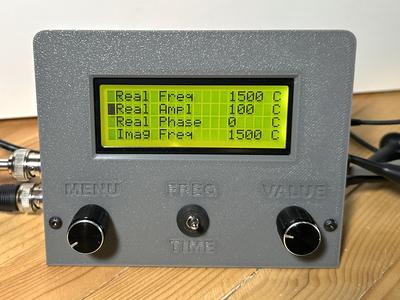 Real Freq 1500 C
Real Ampl 100 C
Real Phase 0 C
Imag Freq 1500 C
MENU FREQ VALUE
TIME